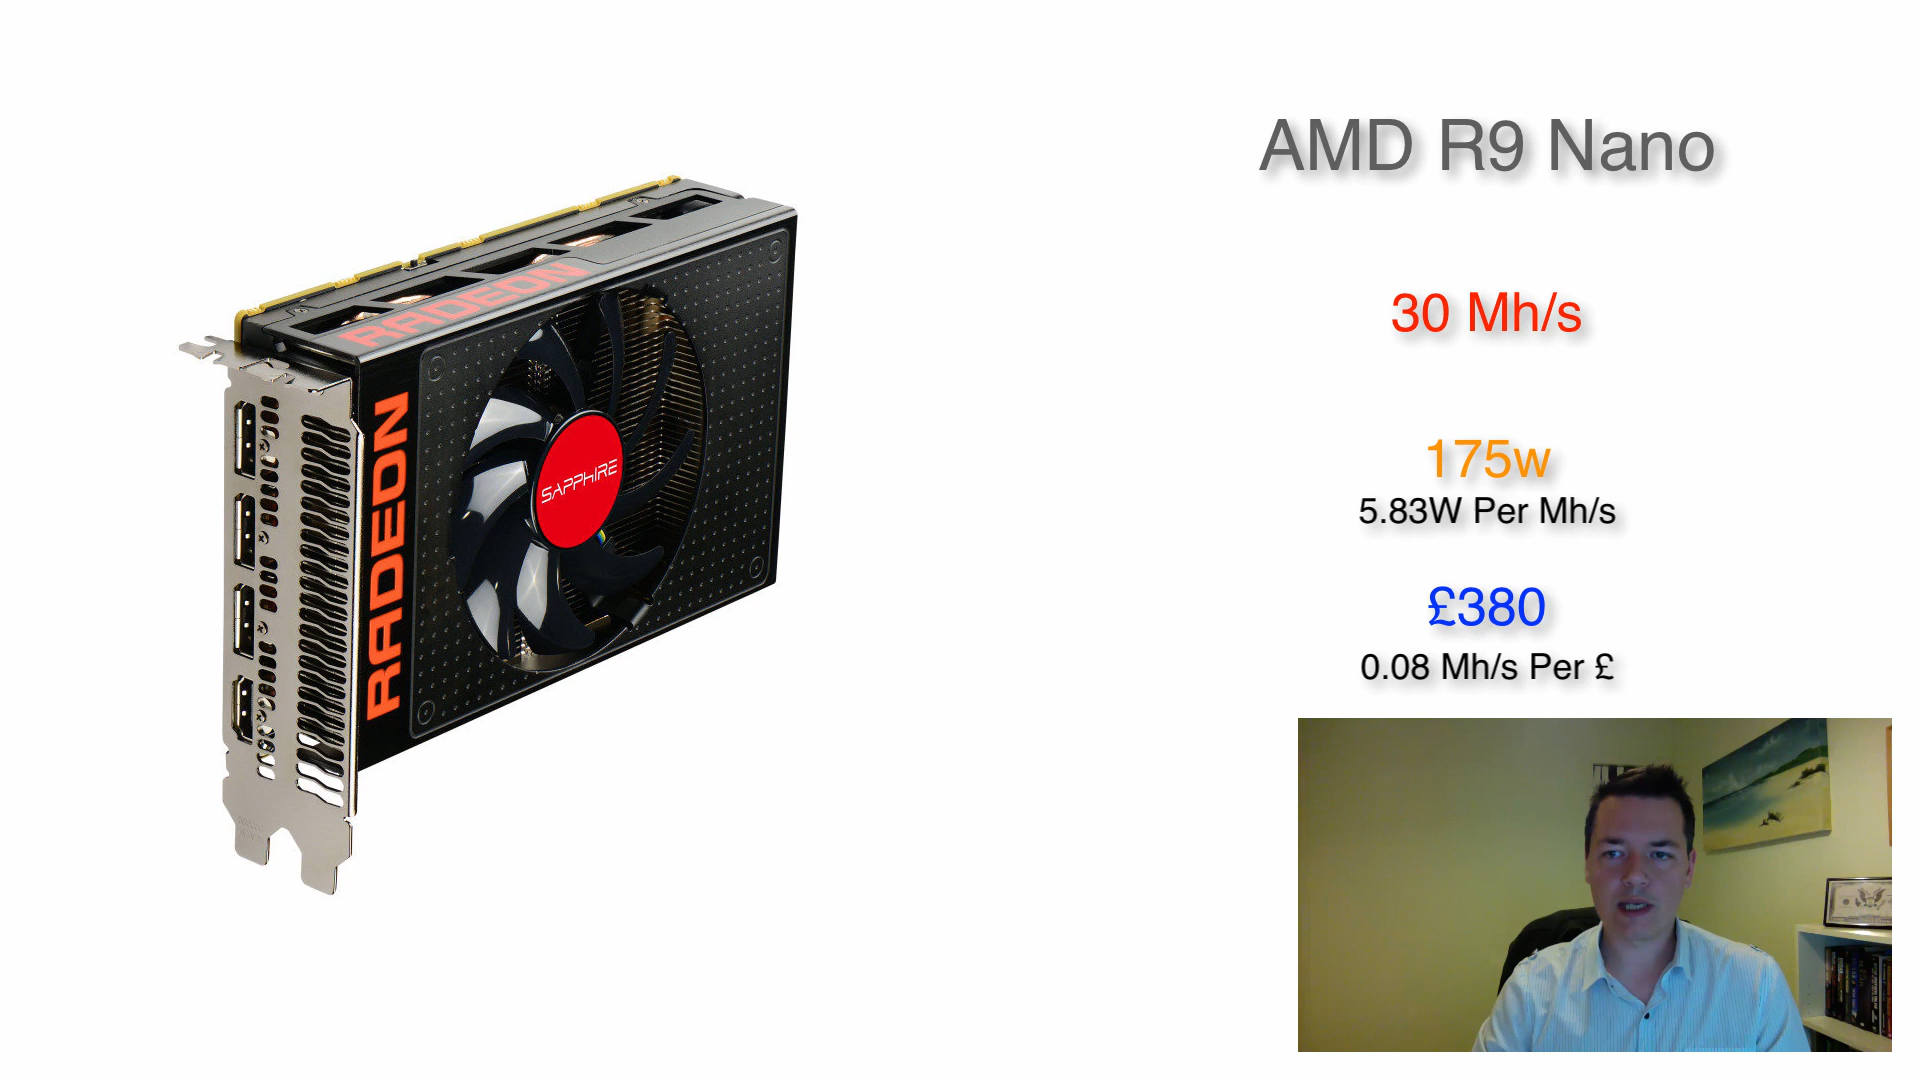 AMD R9 Nano
30 Mh/s
175w
5.83W Per Mh/s
£380
0.08 Mh/s Per £
RADEON
RADEON
SAPPHIRE